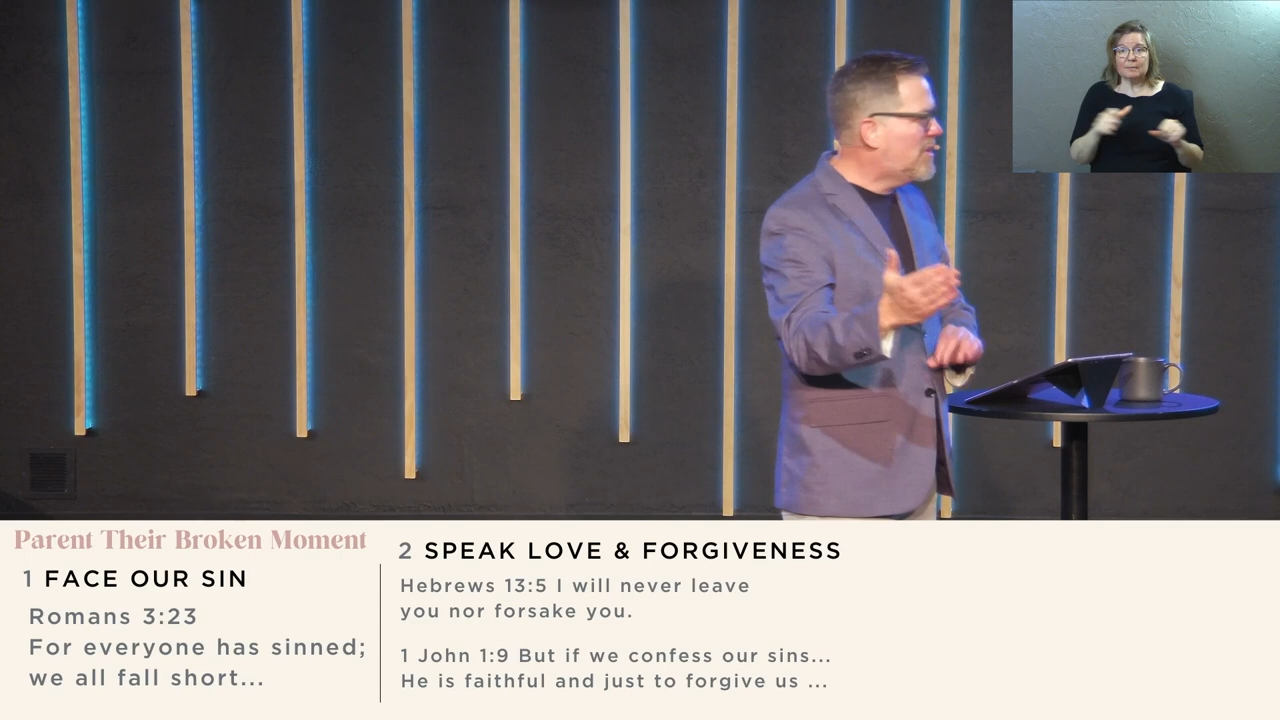 Parent Their Broken Moment
1 FACE OUR SIN
Romans 3:23
For everyone has sinned;
we all fall short...
2 SPEAK LOVE & FORGIVENESS
Hebrews 13:5 I will never leave
you nor forsake you.
1 John 1:9 But if we confess our sins...
He is faithful and just to forgive us ...